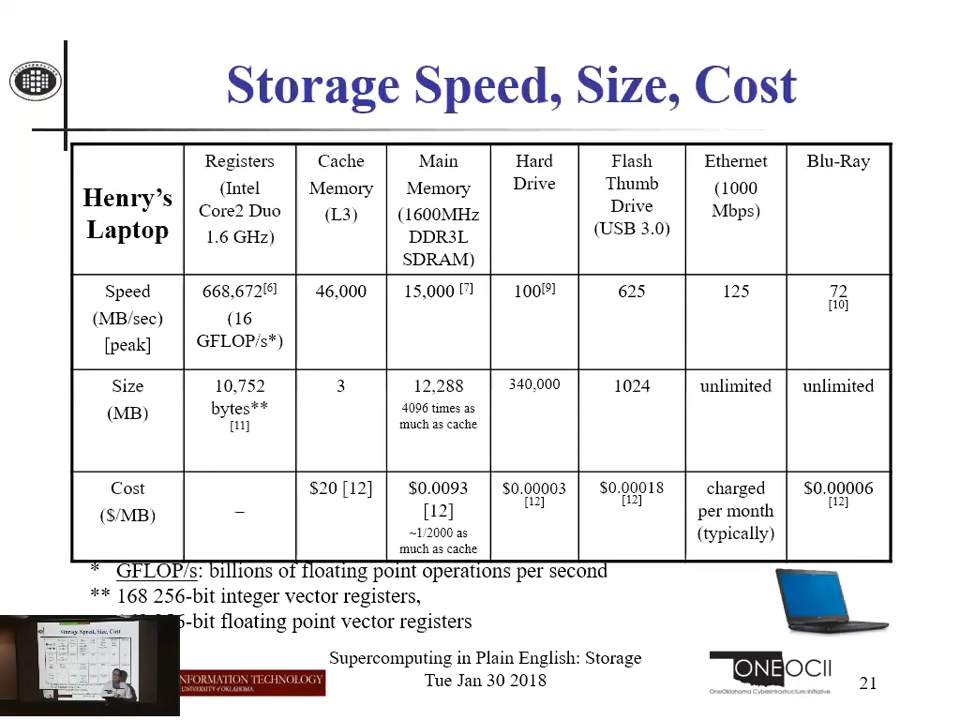 Storage Speed, Size, Cost
Henry's Laptop
Registers (Intel Core2 Duo 1.6 GHz)
Cache Memory (L3)
Main Memory (1600MHz DDR3L SDRAM)
Hard Drive
Flash Thumb Drive (USB 3.0)
Ethernet (1000 Mbps)
Blu-Ray
Speed (MB/sec) [peak]
668,672[6] (16 GFLOP/s*)
46,000
15,000 [7]
100[9]
625
125
72 [10]
Size (MB)
10,752 bytes** [11]
3
12,288 4096 times as much as cache
340,000
1024
unlimited
unlimited
Cost ($/MB)
–
$20 [12]
$0.0093 [12] ~1/2000 as much as cache
$0.00003 [12]
$0.00018 [12]
charged per month (typically)
$0.00006 [12]
* GFLOP/s: billions of floating point operations per second
** 168 256-bit integer vector registers,
-bit floating point vector registers
Storage Speed, Size, Cost
INFORMATION TECHNOLOGY
UNIVERSITY OF OKLAHOMA
Supercomputing in Plain English: Storage
Tue Jan 30 2018
ONEOCII
OneOklahoma Cyberinfrastructure Initiative
21